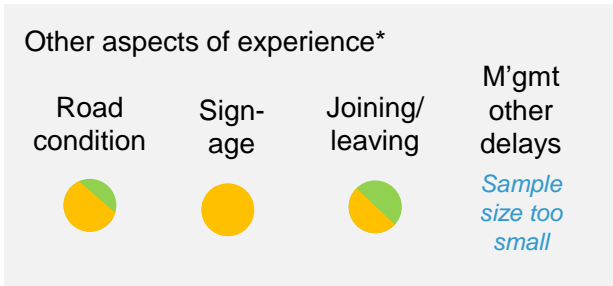 Other aspects of experience*
Road
condition
Sign-
age
Joining/
leaving
M'gmt
other
delays
Sample
size too
small